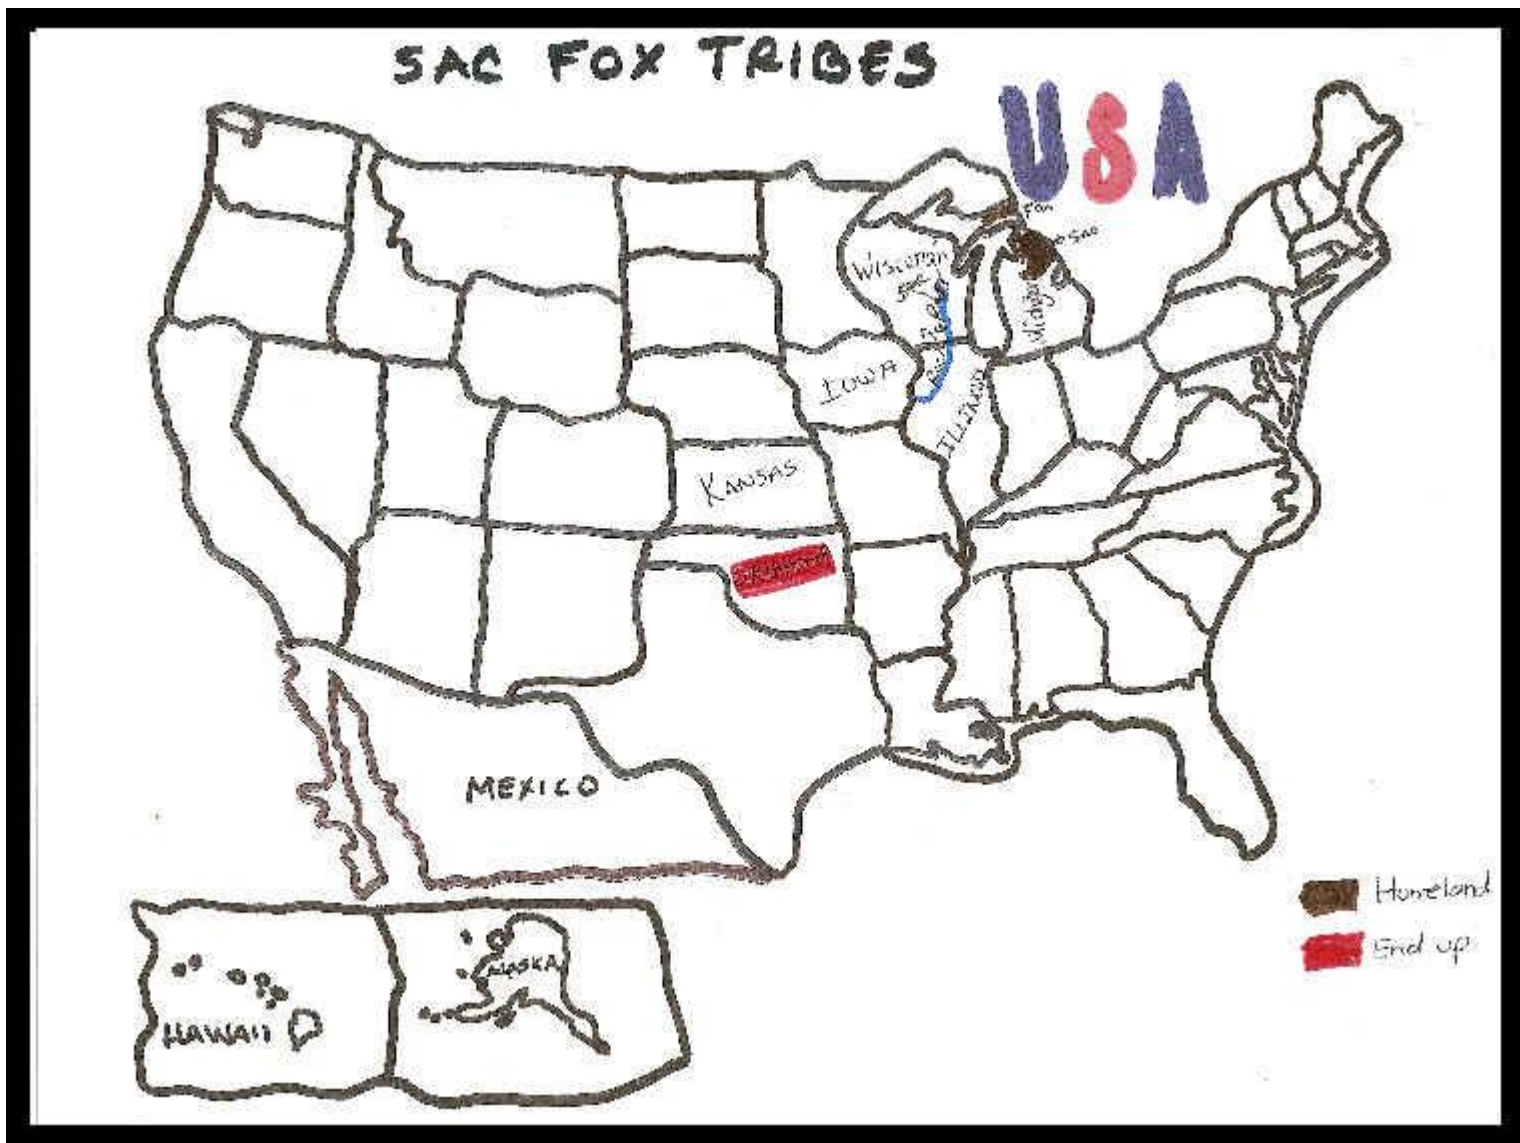 SAC FOX TRIBES
USA
Fox
SAC
Wisconsin
Michigan
IOWA
Illinois
KANSAS
MEXICO
HAWAII
ALASKA
Homeland
End up